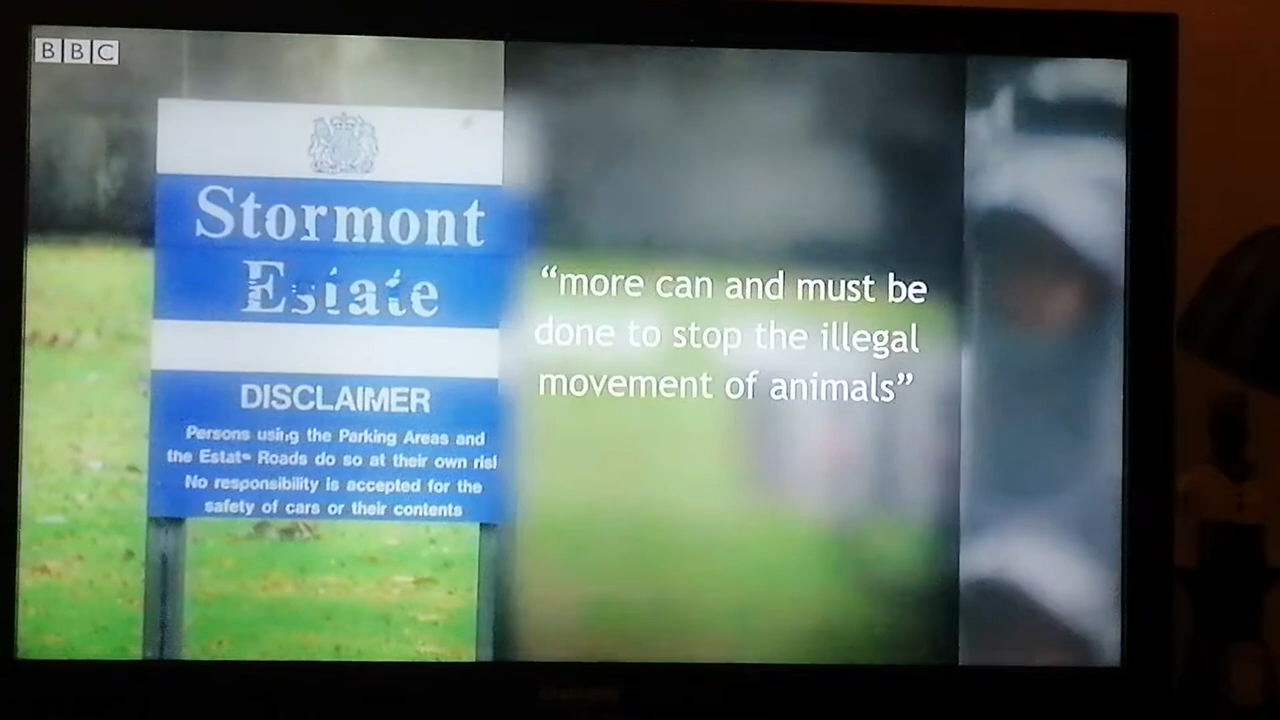 BBC
Stormont
Estate
DISCLAIMER
Persons using the Parking Areas and
the Estate Roads do so at their own risk
No responsibility is accepted for the
safety of cars or their contents
“more can and must be
done to stop the illegal
movement of animals”